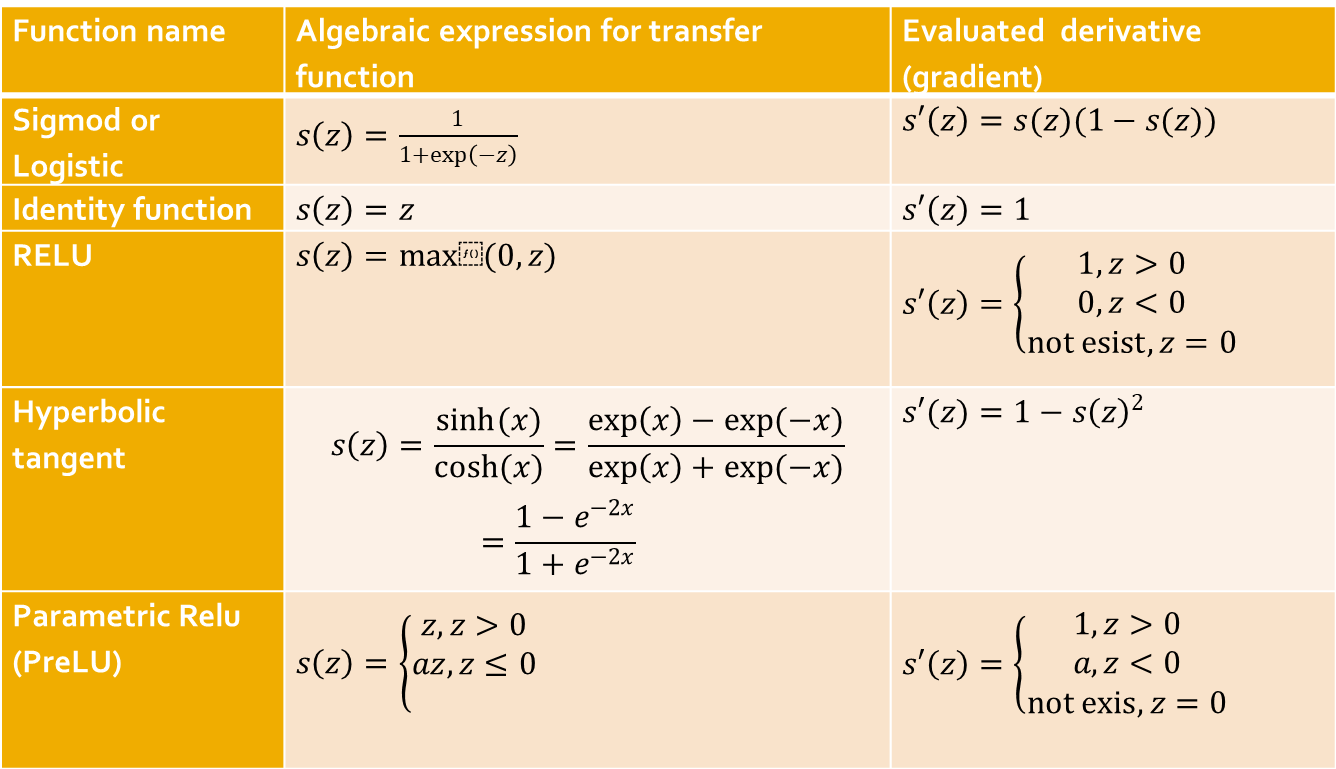 Function name
Algebraic expression for transfer
function
Evaluated derivative
(gradient)
Sigmod or
Logistic
s(z) = 1/(1+exp(−z))
s′(z) = s(z)(1 − s(z))
Identity function
s(z) = z
s′(z) = 1
RELU
s(z) = max f() (0, z)
s′(z) = {
1, z > 0
0, z < 0
not esist, z = 0
Hyperbolic
tangent
s(z) = sinh(x)/cosh(x) = (exp(x) − exp(−x))/(exp(x) + exp(−x))
= (1 − e^−2x)/(1 + e^−2x)
s′(z) = 1 − s(z)²
Parametric Relu
(PreLU)
s(z) = {
z, z > 0
az, z ≤ 0
s′(z) = {
1, z > 0
a, z < 0
not exis, z = 0